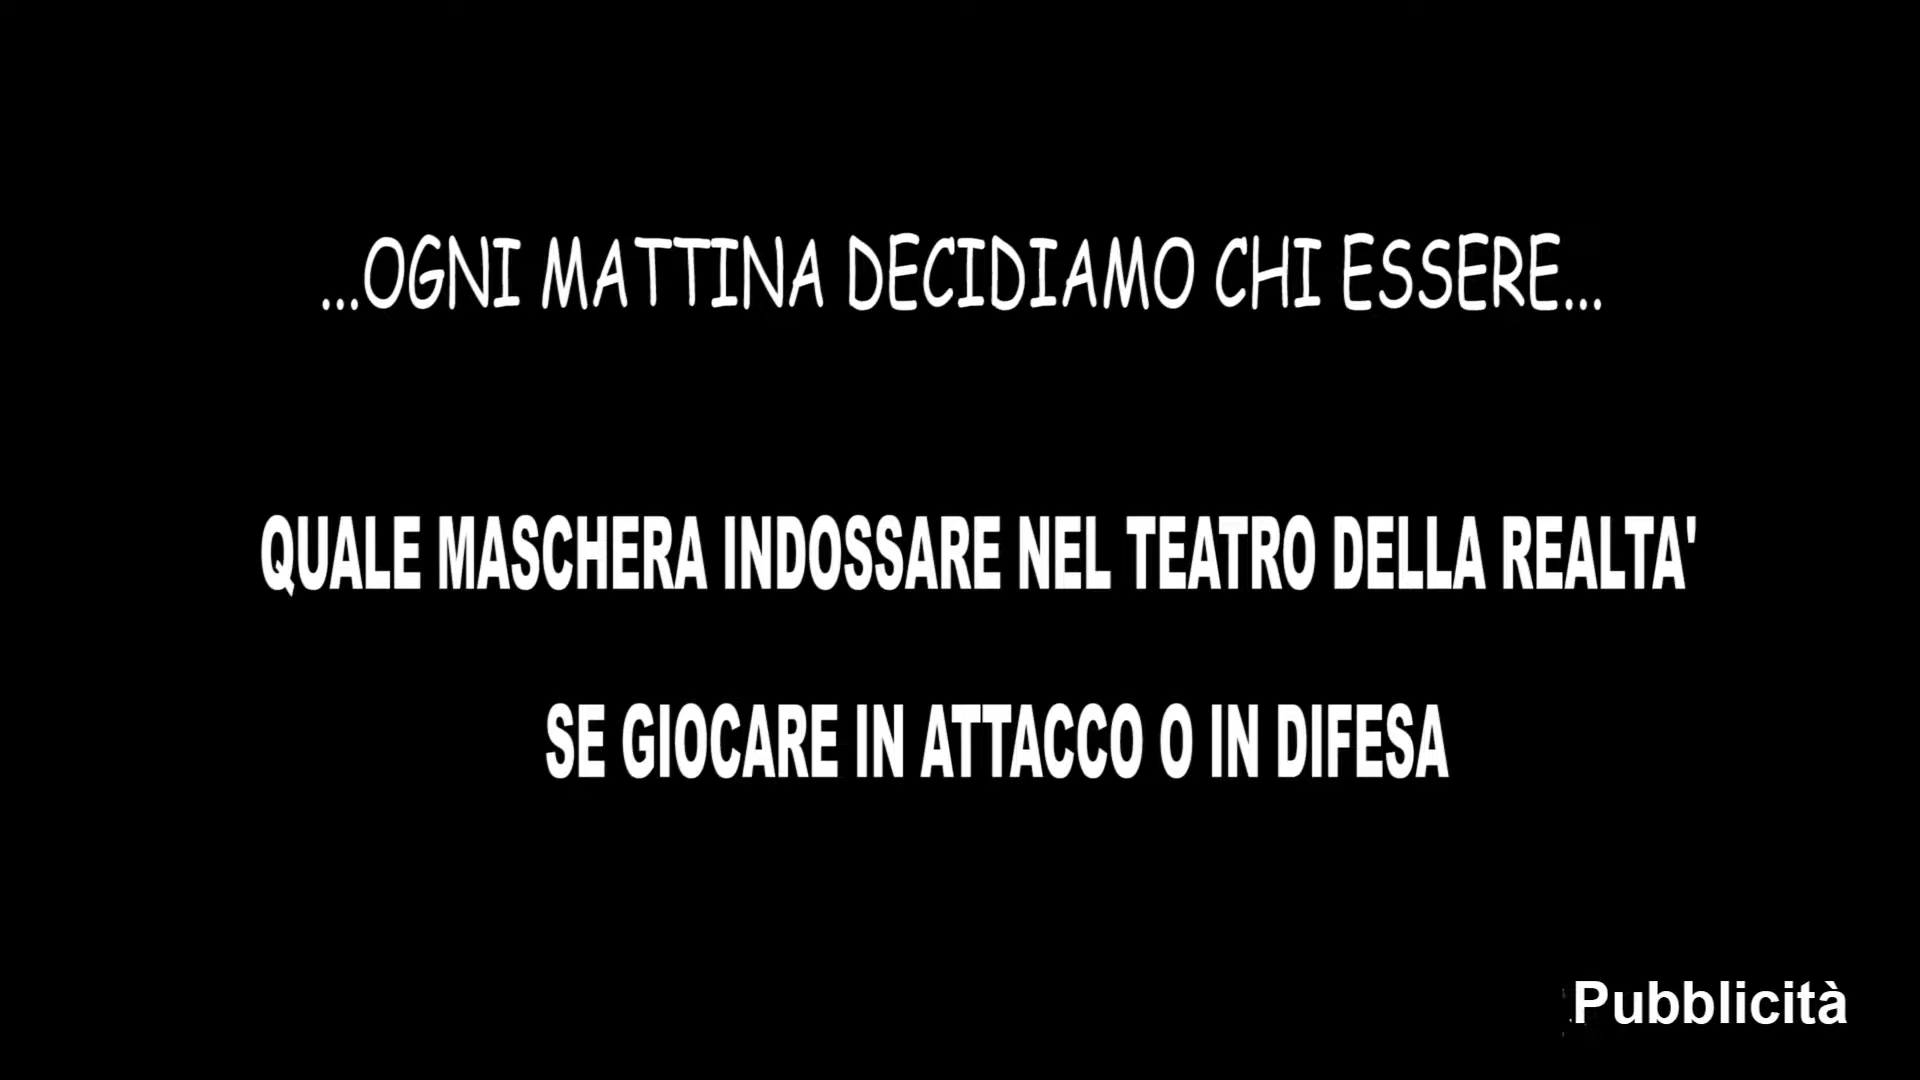 ...OGNI MATTINA DECIDIAMO CHI ESSERE...
QUALE MASCHERA INDOSSARE NEL TEATRO DELLA REALTA'
SE GIOCARE IN ATTACCO O IN DIFESA
Pubblicità